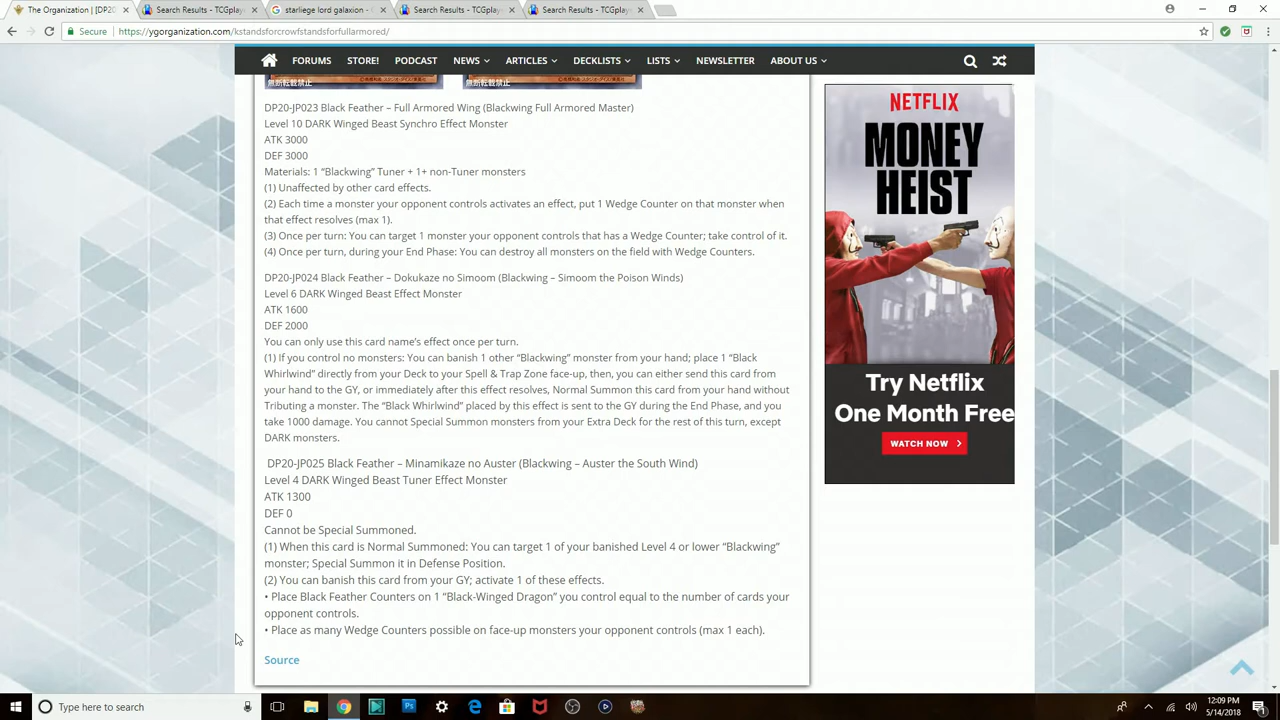 The Organization | [DP2
Search Results - TCGplay
starliege lord galaxion - G
Search Results - TCGplay
Search Results - TCGplay
Secure | https://ygorganization.com/kstandsforcrowfstandsforfullarmored/
FORUMS STORE! PODCAST NEWS ARTICLES DECKLISTS LISTS NEWSLETTER ABOUT US
無断転載禁止 無断転載禁止
DP20-JP023 Black Feather – Full Armored Wing (Blackwing Full Armored Master)
Level 10 DARK Winged Beast Synchro Effect Monster
ATK 3000
DEF 3000
Materials: 1 “Blackwing” Tuner + 1+ non-Tuner monsters
(1) Unaffected by other card effects.
(2) Each time a monster your opponent controls activates an effect, put 1 Wedge Counter on that monster when
that effect resolves (max 1).
(3) Once per turn: You can target 1 monster your opponent controls that has a Wedge Counter; take control of it.
(4) Once per turn, during your End Phase: You can destroy all monsters on the field with Wedge Counters.
DP20-JP024 Black Feather – Dokukaze no Simoom (Blackwing – Simoom the Poison Winds)
Level 6 DARK Winged Beast Effect Monster
ATK 1600
DEF 2000
You can only use this card name’s effect once per turn.
(1) If you control no monsters: You can banish 1 other “Blackwing” monster from your hand; place 1 “Black
Whirlwind” directly from your Deck to your Spell & Trap Zone face-up, then, you can either send this card from
your hand to the GY, or immediately after this effect resolves, Normal Summon this card from your hand without
Tributing a monster. The “Black Whirlwind” placed by this effect is sent to the GY during the End Phase, and you
take 1000 damage. You cannot Special Summon monsters from your Extra Deck for the rest of this turn, except
DARK monsters.
DP20-JP025 Black Feather – Minamikaze no Auster (Blackwing – Auster the South Wind)
Level 4 DARK Winged Beast Tuner Effect Monster
ATK 1300
DEF 0
Cannot be Special Summoned.
(1) When this card is Normal Summoned: You can target 1 of your banished Level 4 or lower “Blackwing”
monster; Special Summon it in Defense Position.
(2) You can banish this card from your GY; activate 1 of these effects.
• Place Black Feather Counters on 1 “Black-Winged Dragon” you control equal to the number of cards your
opponent controls.
• Place as many Wedge Counters possible on face-up monsters your opponent controls (max 1 each).
Source
NETFLIX
MONEY
HEIST
Try Netflix
One Month Free
WATCH NOW
Type here to search
12:09 PM
5/14/2018